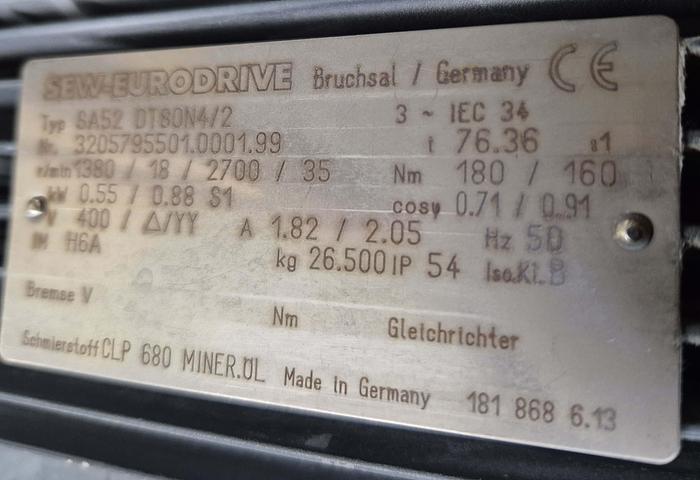 SEW-EURODRIVE Bruchsal / Germany CE
Typ SA52 DT80N4/2 3 ~ IEC 34
Nr. 3205795501.0001.99 i 76.36 :1
r/min 1380 / 18 / 2700 / 35 Nm 180 / 160
kW 0.55 / 0.88 S1 cosφ 0.71 / 0.91
V 400 / Δ/YY A 1.82 / 2.05 Hz 50
IM H6A kg 26.500 IP 54 Iso.Kl. B
Bremse V Nm Gleichrichter
Schmierstoff CLP 680 MINER.ÖL Made in Germany 181 868 6.13